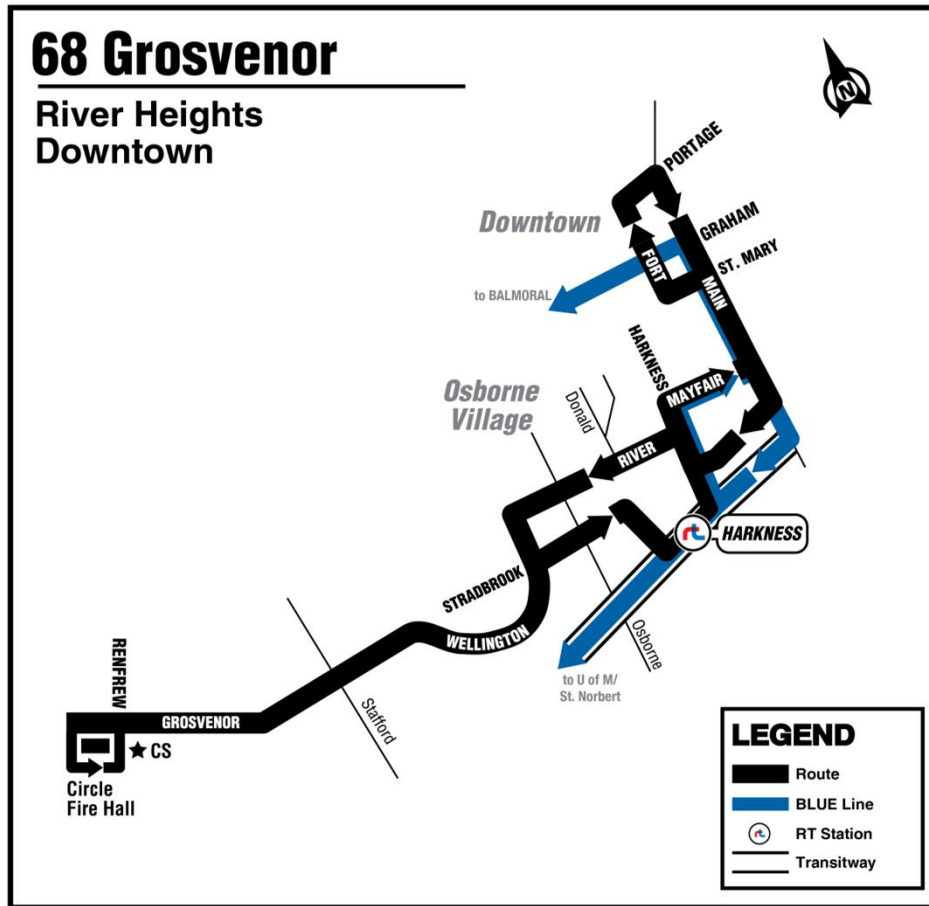 68 Grosvenor
River Heights
Downtown
N
PORTAGE
Downtown
GRAHAM
FORT
ST. MARY
MAIN
to BALMORAL
HARKNESS
MAYFAIR
Osborne
Village
Donald
RIVER
rt
HARKNESS
STRADBROOK
WELLINGTON
Osborne
to U of M/
St. Norbert
RENFREW
Stafford
GROSVENOR
CS
Circle
Fire Hall
LEGEND
Route
BLUE Line
rt
RT Station
Transitway